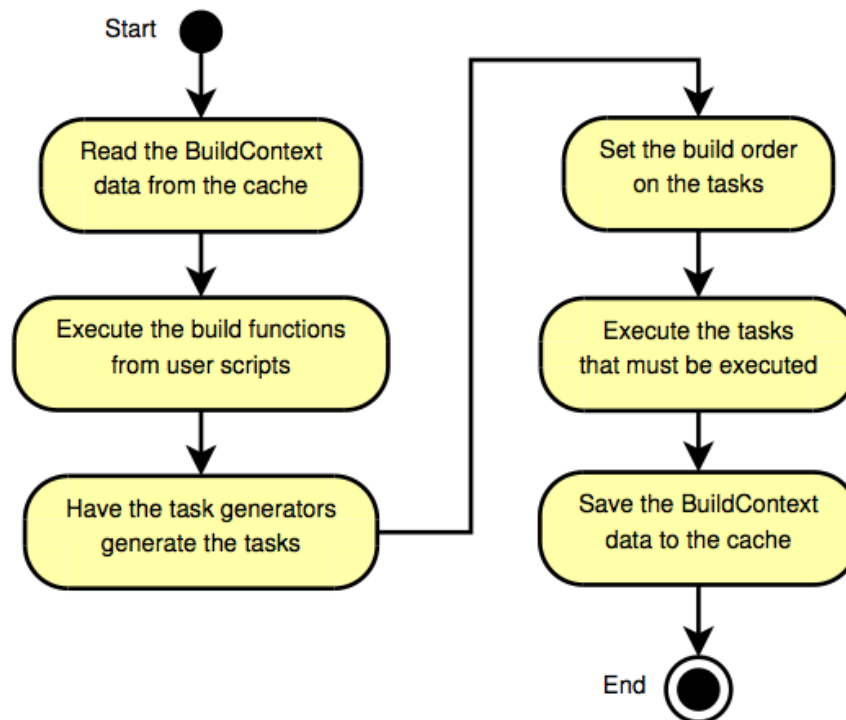 Start
Read the BuildContext
data from the cache
Execute the build functions
from user scripts
Have the task generators
generate the tasks
Set the build order
on the tasks
Execute the tasks
that must be executed
Save the BuildContext
data to the cache
End